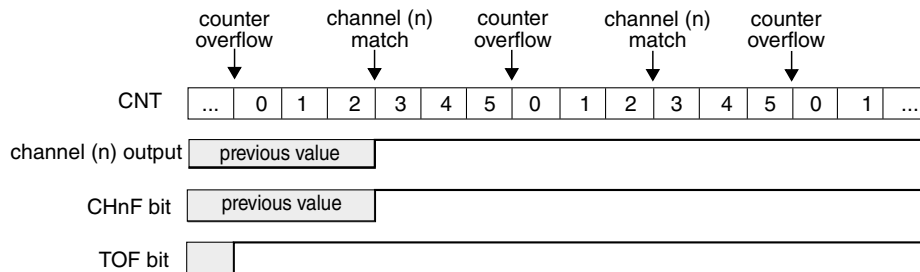 counter
overflow
channel (n)
match
counter
overflow
channel (n)
match
counter
overflow
CNT ... 0 1 2 3 4 5 0 1 2 3 4 5 0 1 ...
channel (n) output previous value
CHnF bit previous value
TOF bit